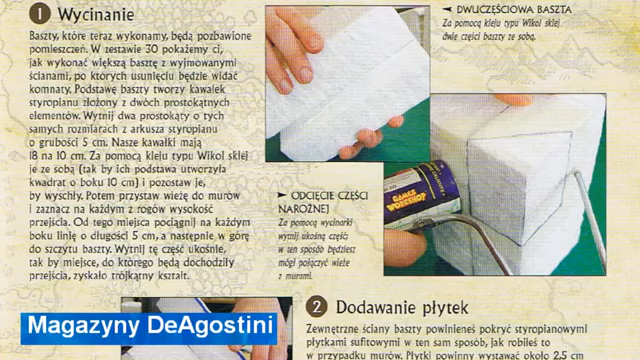 1 Wycinanie
Baszty, które teraz wykonamy, będą pozbawione
pomieszczeń. W zestawie 30 pokażemy ci,
jak wykonać większą basztę z wyjmowanymi
ścianami, po których usunięciu będzie widać
komnaty. Podstawę baszty tworzy kawałek
styropianu złożony z dwóch prostokątnych
elementów. Wytnij dwa prostokąty o tych
samych rozmiarach z arkusza styropianu
o grubości 5 cm. Nasze kawałki mają
18 na 10 cm. Za pomocą kleju typu Wikol sklej
je ze sobą (tak by ich podstawa utworzyła
kwadrat o boku 10 cm) i pozostaw je,
by wyschły. Potem przystaw wieżę do murów
i zaznacz na każdym z rogów wysokość
przejścia. Od tego miejsca pociągnij na każdym
boku linię o długości 5 cm, a następnie w górę
do szczytu baszty. Wytnij tę część ukośnie,
tak by miejsce, do którego będą dochodziły
przejścia, zyskało trójkątny kształt.
◄ DWUCZĘŚCIOWA BASZTA
Za pomocą kleju typu Wikol sklej
dwie części baszty ze sobą.
► ODCIĘCIE CZĘŚCI
NAROŻNEJ
Za pomocą wycinarki
wytnij ukośną część;
w ten sposób będziesz
mógł połączyć wieże
z murami.
GAMES
WORKSHOP
2 Dodawanie płytek
Zewnętrzne ściany baszty powinieneś pokryć styropianowymi
płytkami sufitowymi w ten sam sposób, jak robiłeś to
w przypadku murów. Płytki powinny wystawać około 2,5 cm
Magazyny DeAgostini